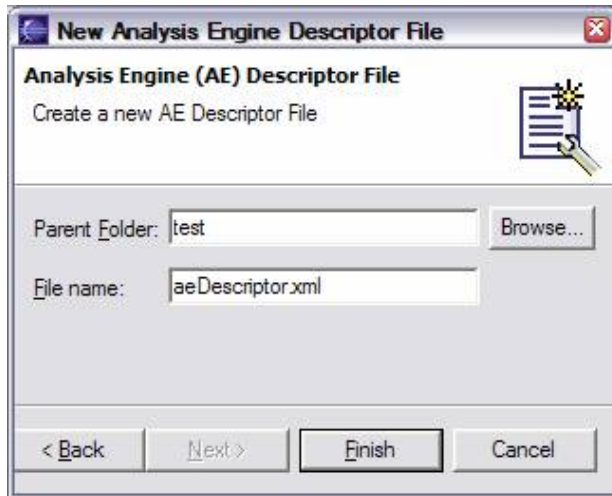 New Analysis Engine Descriptor File
Analysis Engine (AE) Descriptor File
Create a new AE Descriptor File
Parent Folder: test Browse...
File name: aeDescriptor.xml
< Back Next > Finish Cancel